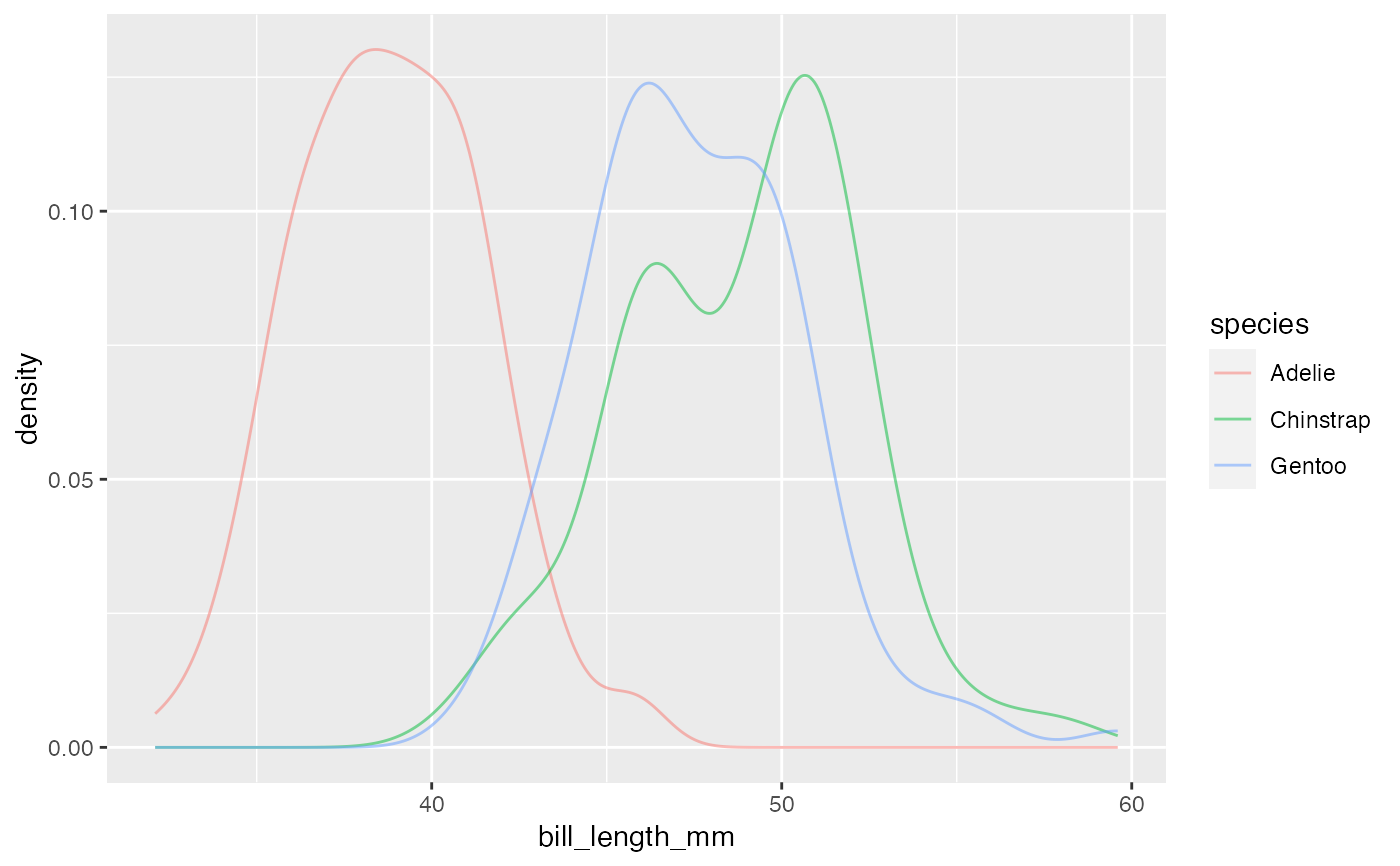 density
0.10
0.05
0.00
40
50
60
bill_length_mm
species
Adelie
Chinstrap
Gentoo